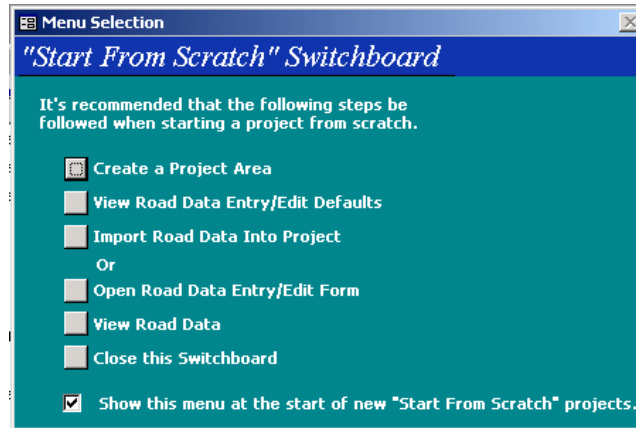 Menu Selection
"Start From Scratch" Switchboard
It's recommended that the following steps be
followed when starting a project from scratch.
Create a Project Area
View Road Data Entry/Edit Defaults
Import Road Data Into Project
Or
Open Road Data Entry/Edit Form
View Road Data
Close this Switchboard
Show this menu at the start of new "Start From Scratch" projects.